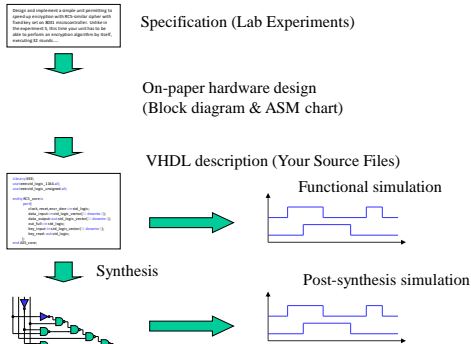 Design and implement a simple unit permitting to
speed up encryption with RC5-similar cipher with
fixed key set on 8031 microcontroller. Unlike in
the experiment 5, this time your unit has to be
able to perform an encryption algorithm by itself,
executing 32 rounds…..
Specification (Lab Experiments)
On-paper hardware design
(Block diagram & ASM chart)
VHDL description (Your Source Files)
Library IEEE;
use ieee.std_logic_1164.all;
use ieee.std_logic_unsigned.all;
entity RC5_core is
port(
clock, reset, encr_decr: in std_logic;
data_input: in std_logic_vector(31 downto 0);
data_output: out std_logic_vector(31 downto 0);
out_full: in std_logic;
key_input: in std_logic_vector(31 downto 0);
key_read: out std_logic;
);
end RC5_core;
Functional simulation
Synthesis
Post-synthesis simulation